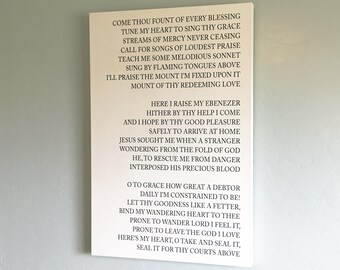 COME THOU FOUNT OF EVERY BLESSING
TUNE MY HEART TO SING THY GRACE
STREAMS OF MERCY NEVER CEASING
CALL FOR SONGS OF LOUDEST PRAISE
TEACH ME SOME MELODIOUS SONNET
SUNG BY FLAMING TONGUES ABOVE
I'LL PRAISE THE MOUNT I'M FIXED UPON IT
MOUNT OF THY REDEEMING LOVE

HERE I RAISE MY EBENEZER
HITHER BY THY HELP I COME
AND I HOPE BY THY GOOD PLEASURE
SAFELY TO ARRIVE AT HOME
JESUS SOUGHT ME WHEN A STRANGER
WONDERING FROM THE FOLD OF GOD
HE, TO RESCUE ME FROM DANGER
INTERPOSED HIS PRECIOUS BLOOD

O TO GRACE HOW GREAT A DEBTOR
DAILY I'M CONSTRAINED TO BE!
LET THY GOODNESS LIKE A FETTER,
BIND MY WANDERING HEART TO THEE
PRONE TO WANDER LORD I FEEL IT,
PRONE TO LEAVE THE GOD I LOVE
HERE'S MY HEART, O TAKE AND SEAL IT,
SEAL IT FOR THY COURTS ABOVE